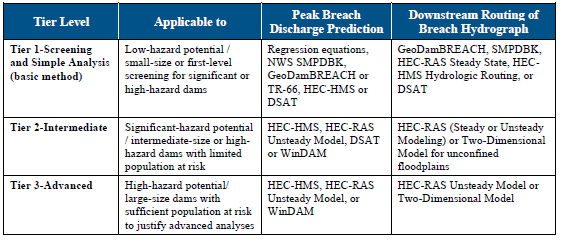 Tier Level
Applicable to
Peak Breach
Discharge Prediction
Downstream Routing of
Breach Hydrograph
Tier 1-Screening
and Simple Analysis
(basic method)
Low-hazard potential /
small-size or first-level
screening for significant or
high-hazard dams
Regression equations,
NWS SMPDBK,
GeoDamBREACH or
TR-66, HEC-HMS or
DSAT
GeoDamBREACH, SMPDBK,
HEC-RAS Steady State, HEC-
HMS Hydrologic Routing, or
DSAT
Tier 2-Intermediate
Significant-hazard potential
/ intermediate-size or high-
hazard dams with limited
population at risk
HEC-HMS, HEC-RAS
Unsteady Model, DSAT
or WinDAM
HEC-RAS (Steady or Unsteady
Modeling) or Two-Dimensional
Model for unconfined
floodplains
Tier 3-Advanced
High-hazard potential/
large-size dams with
sufficient population at risk
to justify advanced analyses
HEC-HMS, HEC-RAS
Unsteady Model, or
WinDAM
HEC-RAS Unsteady Model or
Two-Dimensional Model